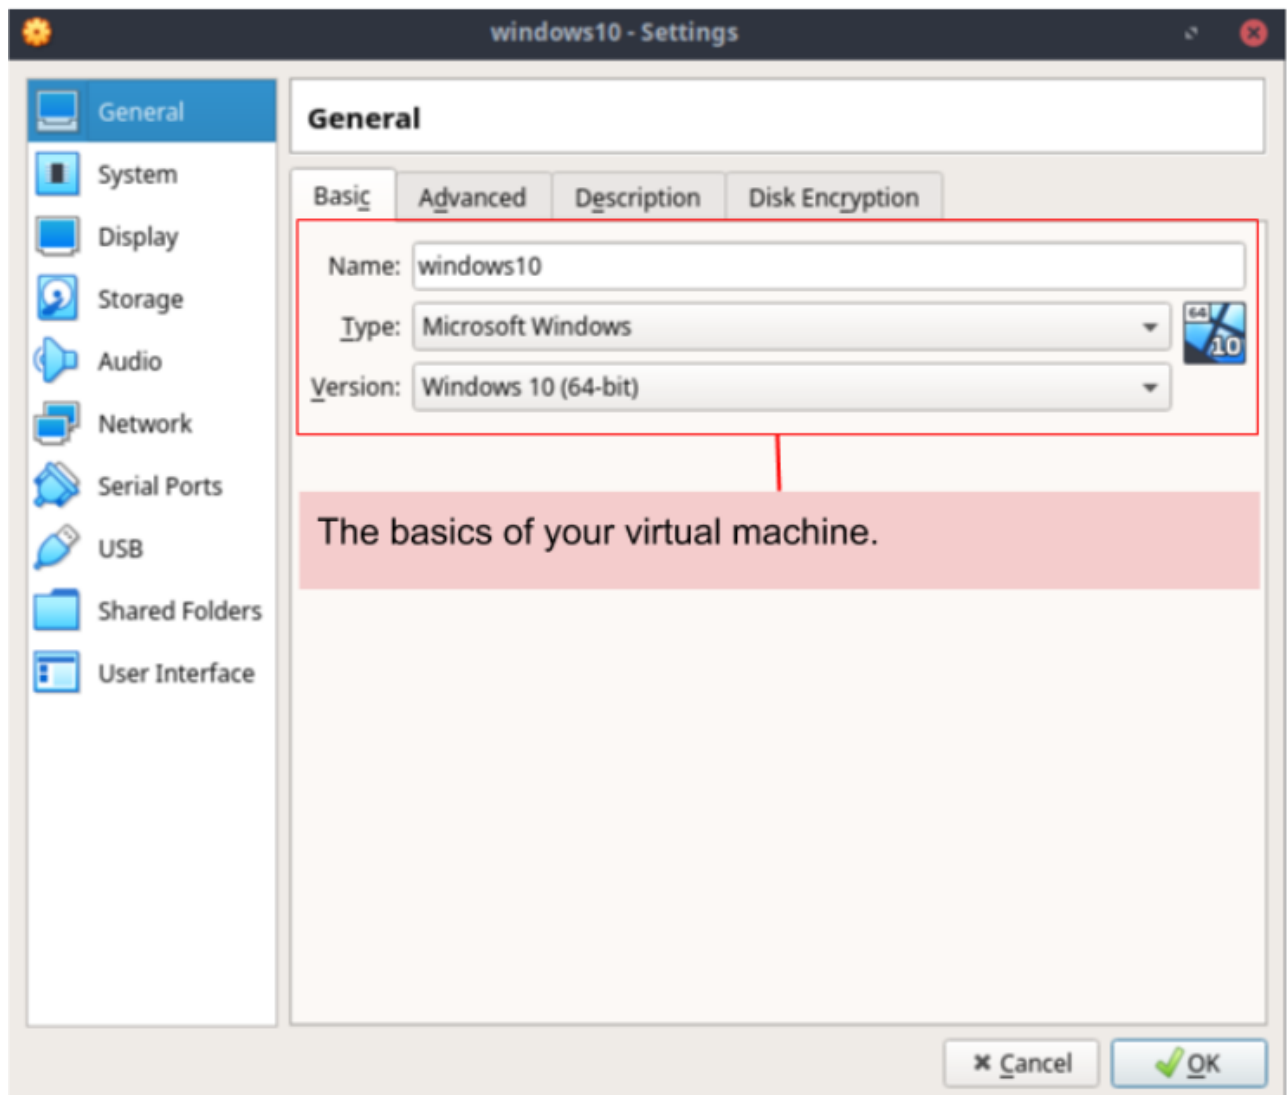 windows10 - Settings
General
System
Display
Storage
Audio
Network
Serial Ports
USB
Shared Folders
User Interface
General
Basic Advanced Description Disk Encryption
Name: windows10
Type: Microsoft Windows
64
10
Version: Windows 10 (64-bit)
The basics of your virtual machine.
Cancel OK